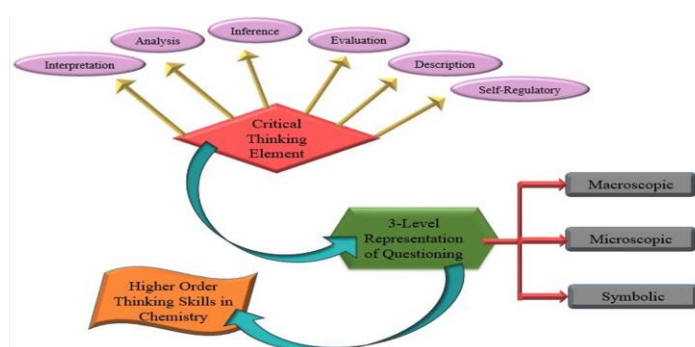 Inference
Analysis
Evaluation
Interpretation
Description
Self-Regulatory
Critical
Thinking
Element
Macroscopic
3-Level
Representation
of Questioning
Microscopic
Higher Order
Thinking Skills in
Chemistry
Symbolic